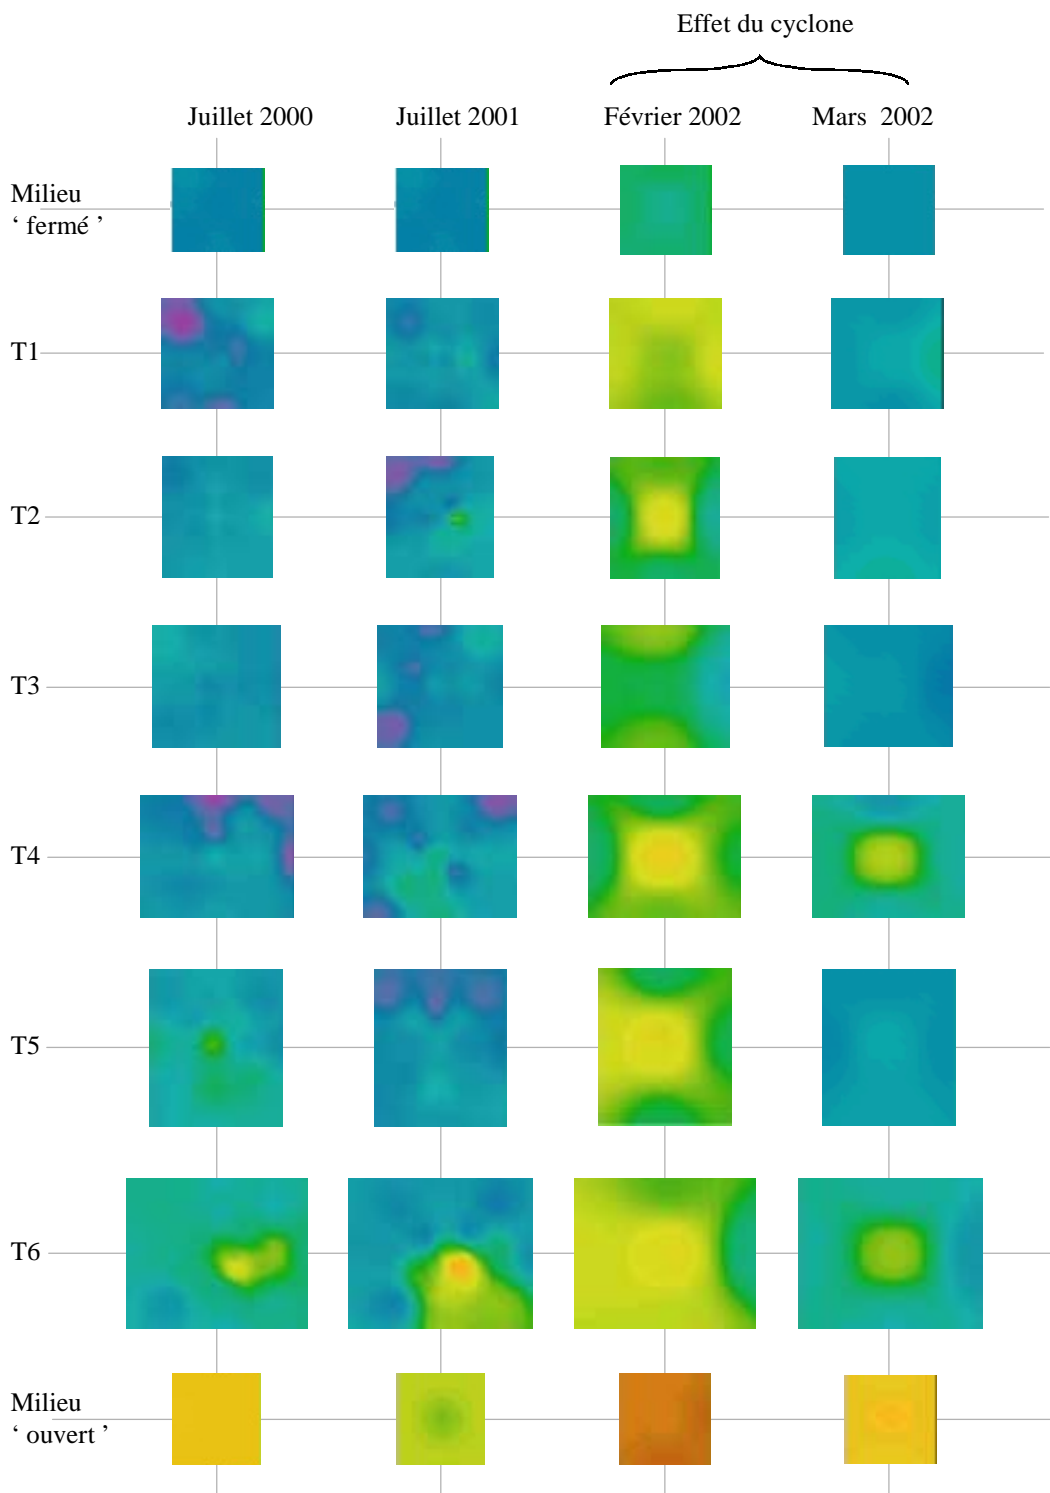 Effet du cyclone
Juillet 2000
Juillet 2001
Février 2002
Mars 2002
Milieu
‘ fermé ’
T1
T2
T3
T4
T5
T6
Milieu
‘ ouvert ’